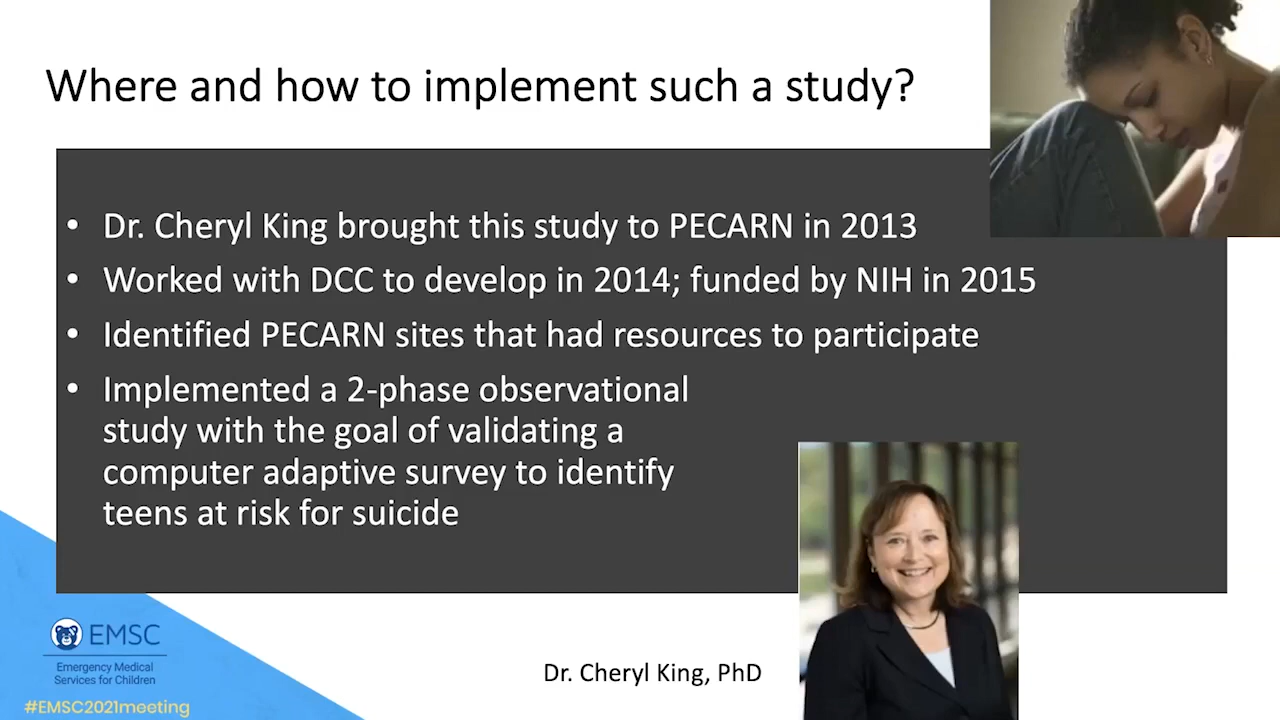 Where and how to implement such a study?
• Dr. Cheryl King brought this study to PECARN in 2013
• Worked with DCC to develop in 2014; funded by NIH in 2015
• Identified PECARN sites that had resources to participate
• Implemented a 2-phase observational
study with the goal of validating a
computer adaptive survey to identify
teens at risk for suicide
Dr. Cheryl King, PhD
EMSC
Emergency Medical
Services for Children
#EMSC2021meeting